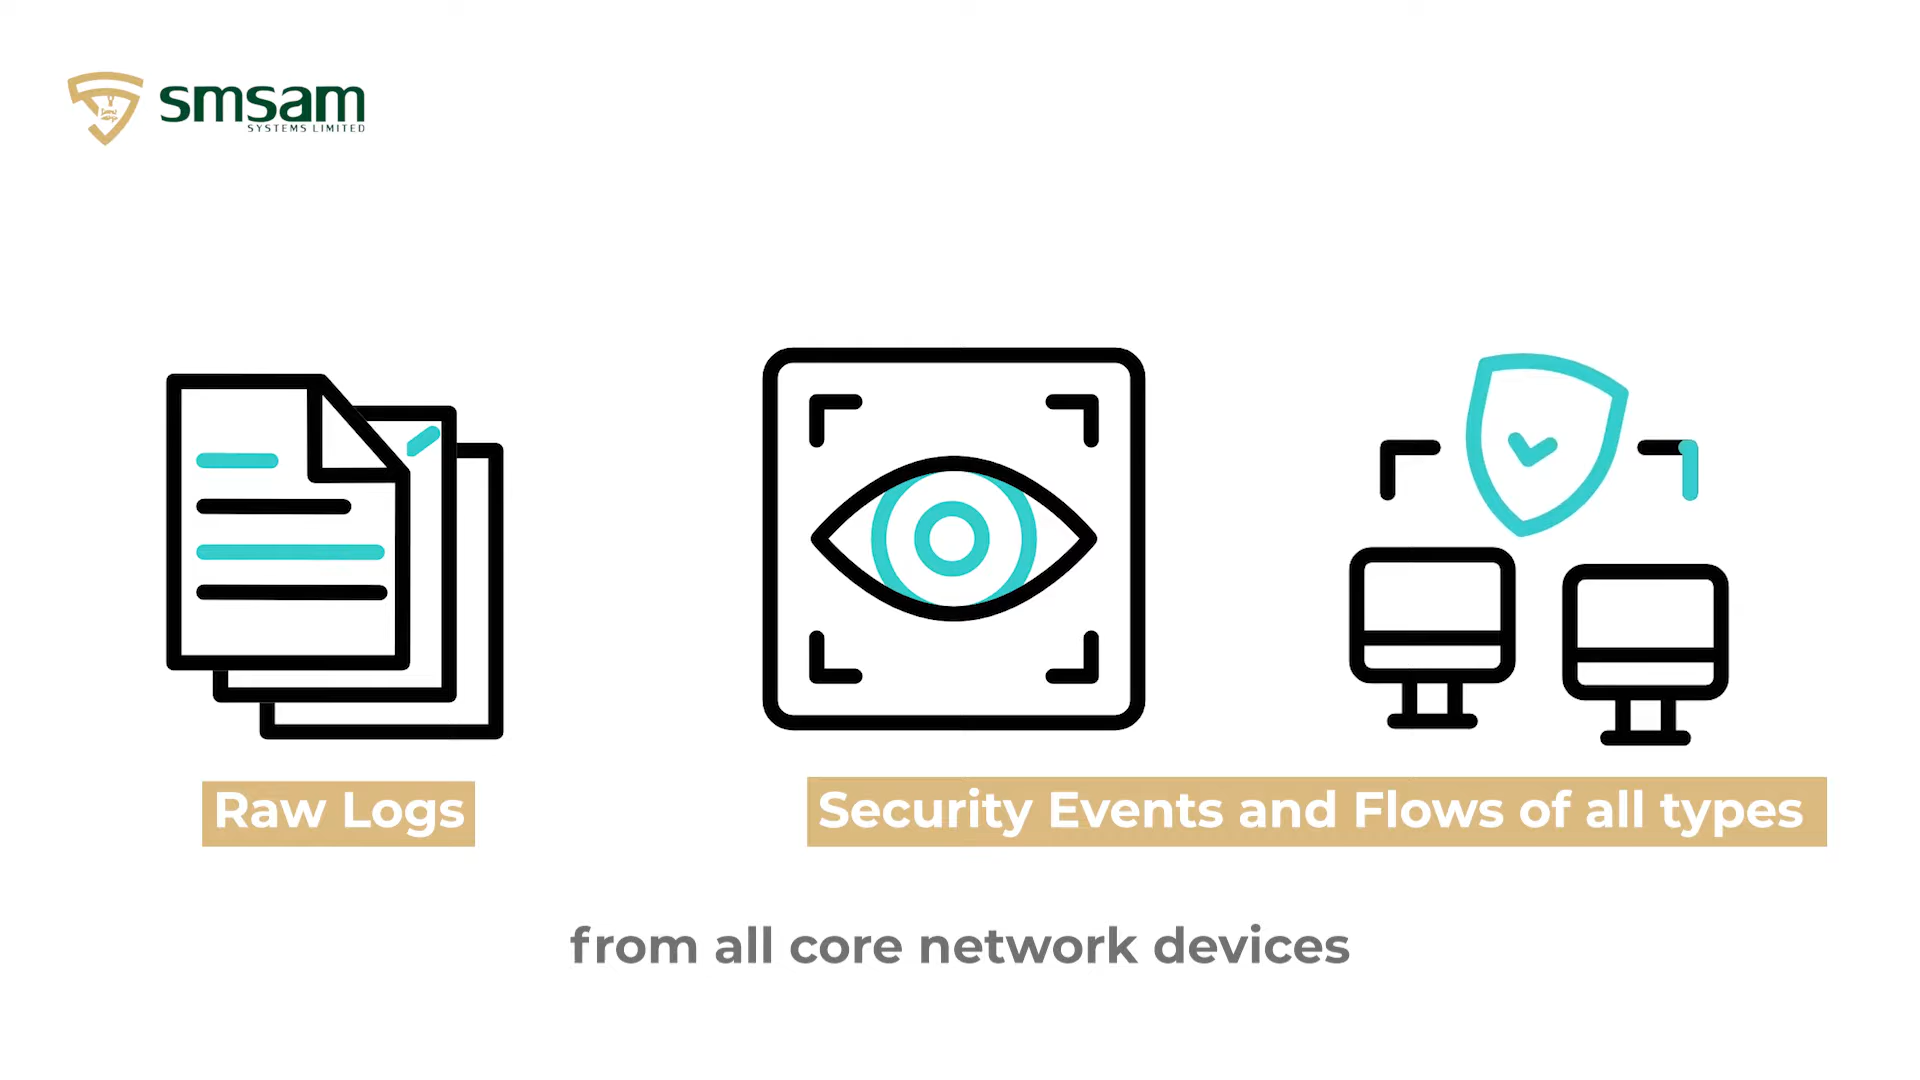 smsam
SYSTEMS LIMITED
Raw Logs
Security Events and Flows of all types
from all core network devices